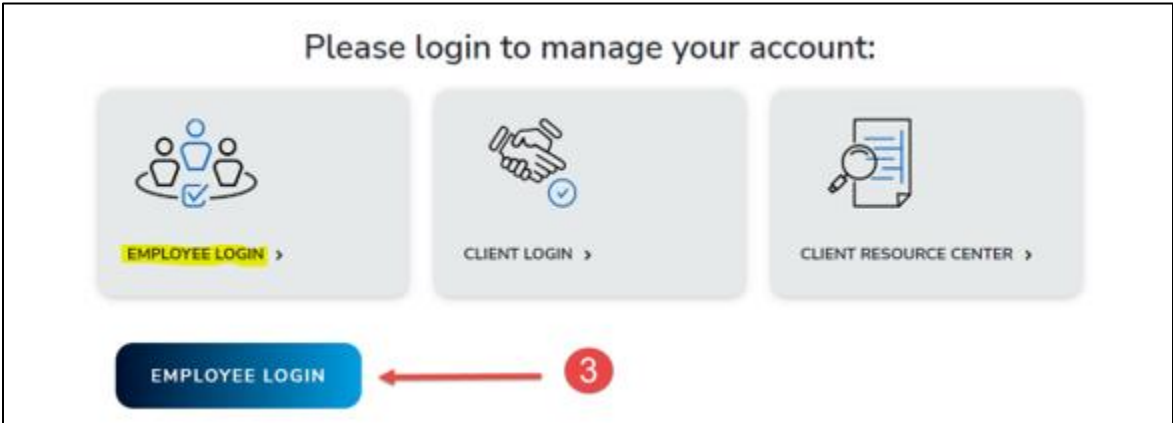 Please login to manage your account:
EMPLOYEE LOGIN >
CLIENT LOGIN >
CLIENT RESOURCE CENTER >
EMPLOYEE LOGIN
3